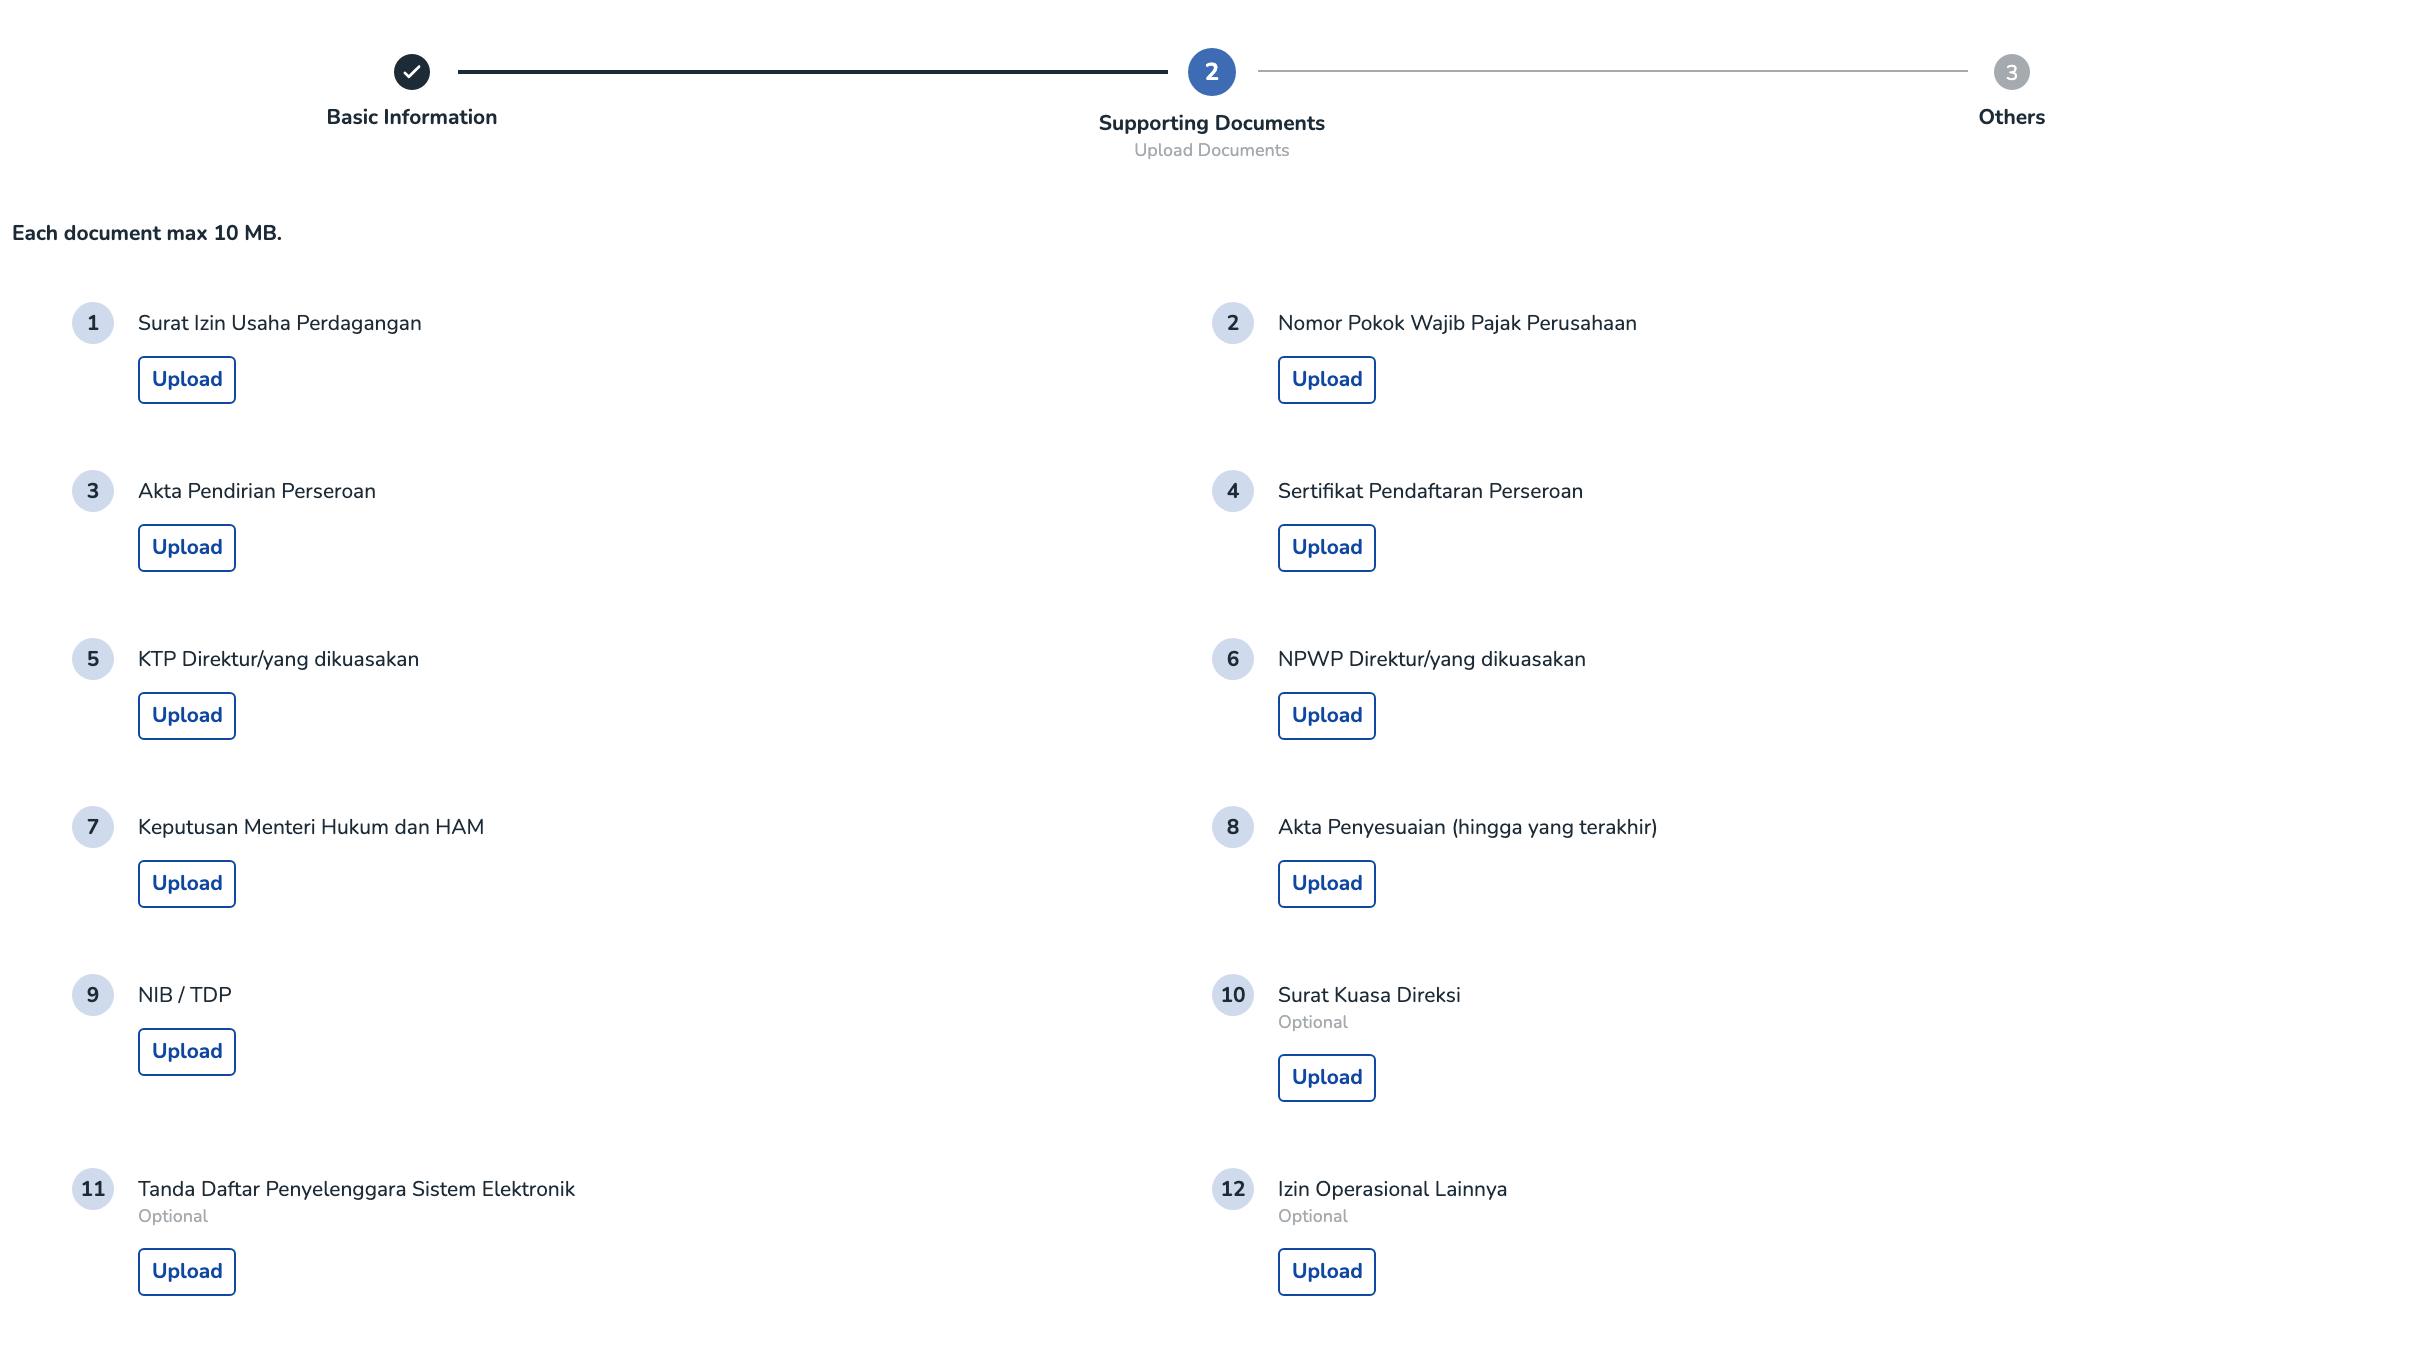 2
3
Basic Information
Supporting Documents
Others
Upload Documents
Each document max 10 MB.
1 Surat Izin Usaha Perdagangan
Upload
2 Nomor Pokok Wajib Pajak Perusahaan
Upload
3 Akta Pendirian Perseroan
Upload
4 Sertifikat Pendaftaran Perseroan
Upload
5 KTP Direktur/yang dikuasakan
Upload
6 NPWP Direktur/yang dikuasakan
Upload
7 Keputusan Menteri Hukum dan HAM
Upload
8 Akta Penyesuaian (hingga yang terakhir)
Upload
9 NIB / TDP
Upload
10 Surat Kuasa Direksi
Optional
Upload
11 Tanda Daftar Penyelenggara Sistem Elektronik
Optional
Upload
12 Izin Operasional Lainnya
Optional
Upload